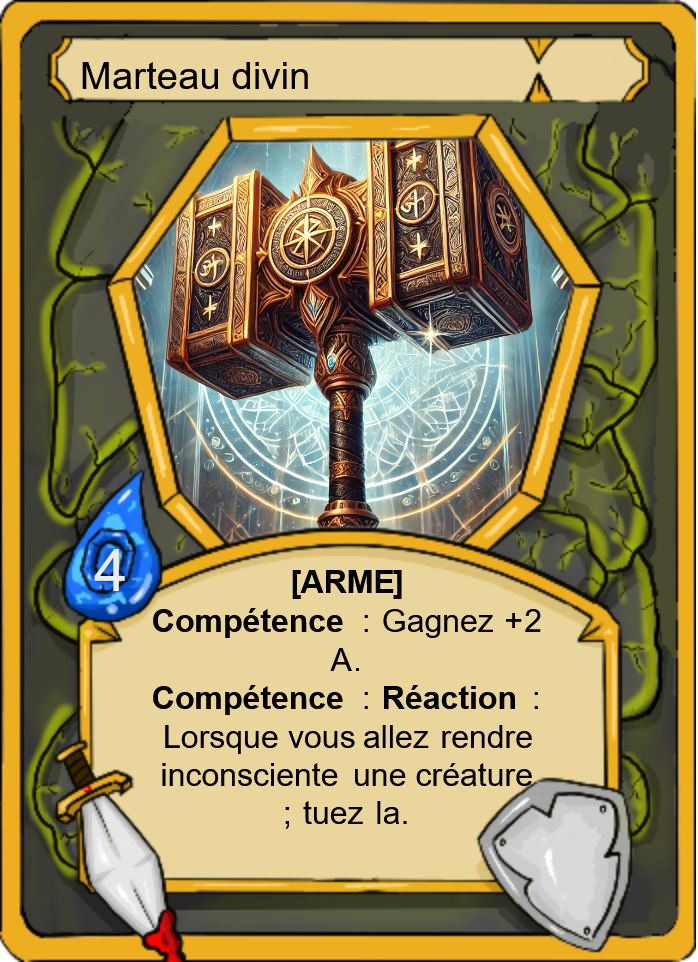 Marteau divin
4
[ARME]
Compétence : Gagnez +2
A.
Compétence : Réaction :
Lorsque vous allez rendre
inconsciente une créature
; tuez la.